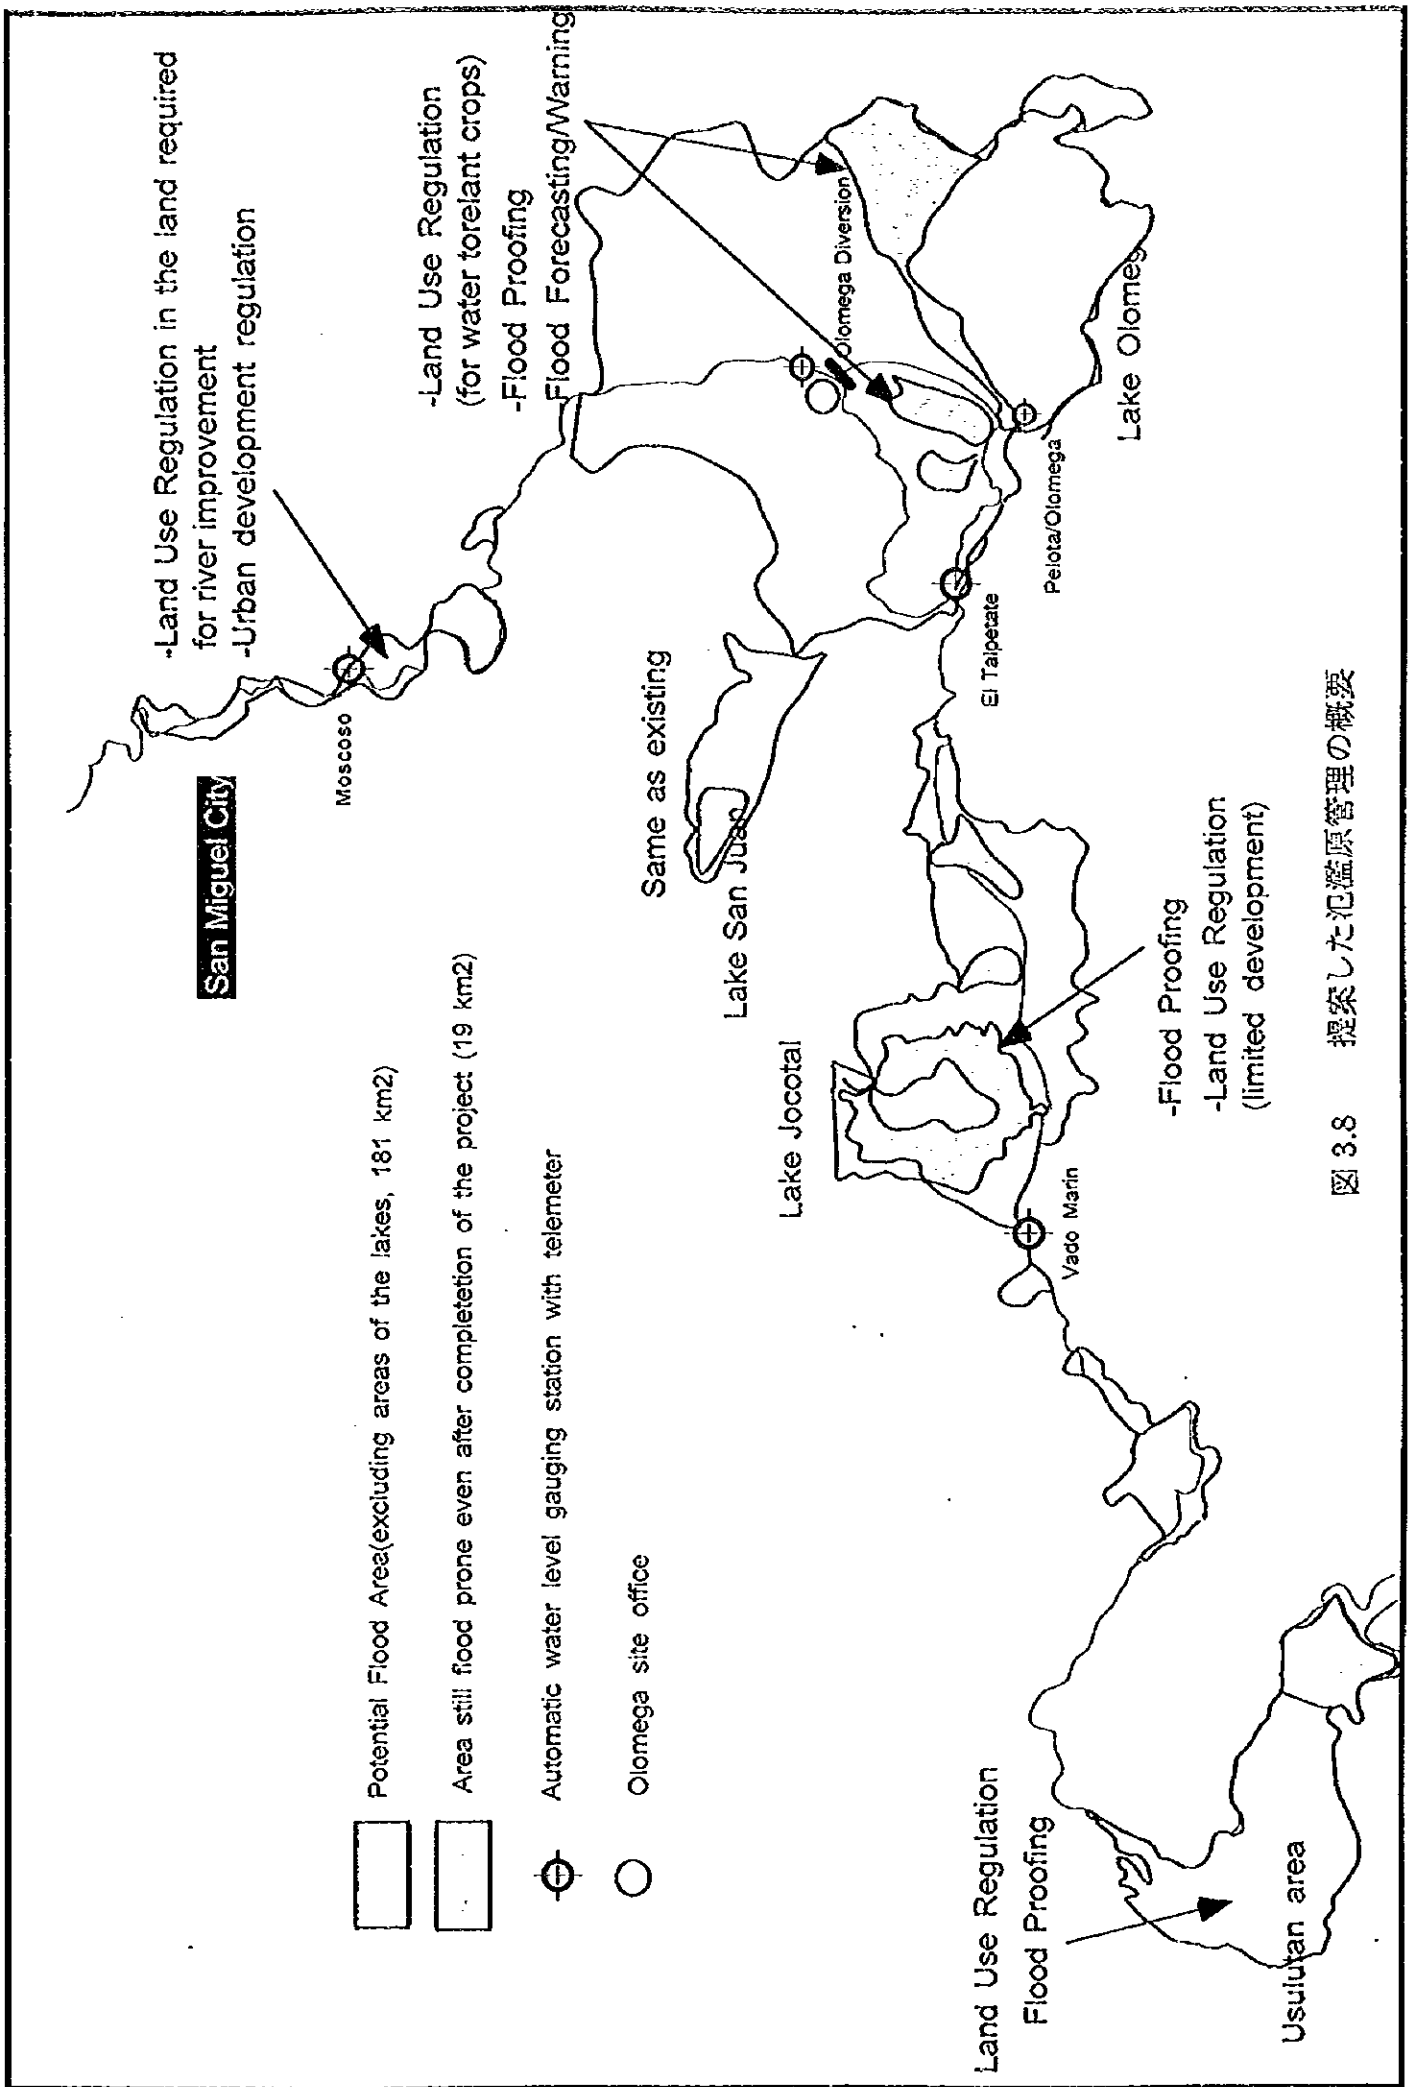 -Land Use Regulation in the land required
for river improvement
-Urban development regulation
San Miguel City
Moscoso
-Land Use Regulation
(for water torelant crops)
-Flood Proofing
Flood Forecasting/Warning
Potential Flood Area(excluding areas of the lakes, 181 km2)
Area still flood prone even after completetion of the project (19 km2)
Automatic water level gauging station with telemeter
Olomega site office
Same as existing
Lake San Juan
Olomega Diversion
Lake Jocotal
El Talpetate
Pelota/Olomega
Lake Olomeg
Vado Marin
-Flood Proofing
-Land Use Regulation
(limited development)
Land Use Regulation
Flood Proofing
Usulutan area
図 3.8 提案した氾濫原管理の概要